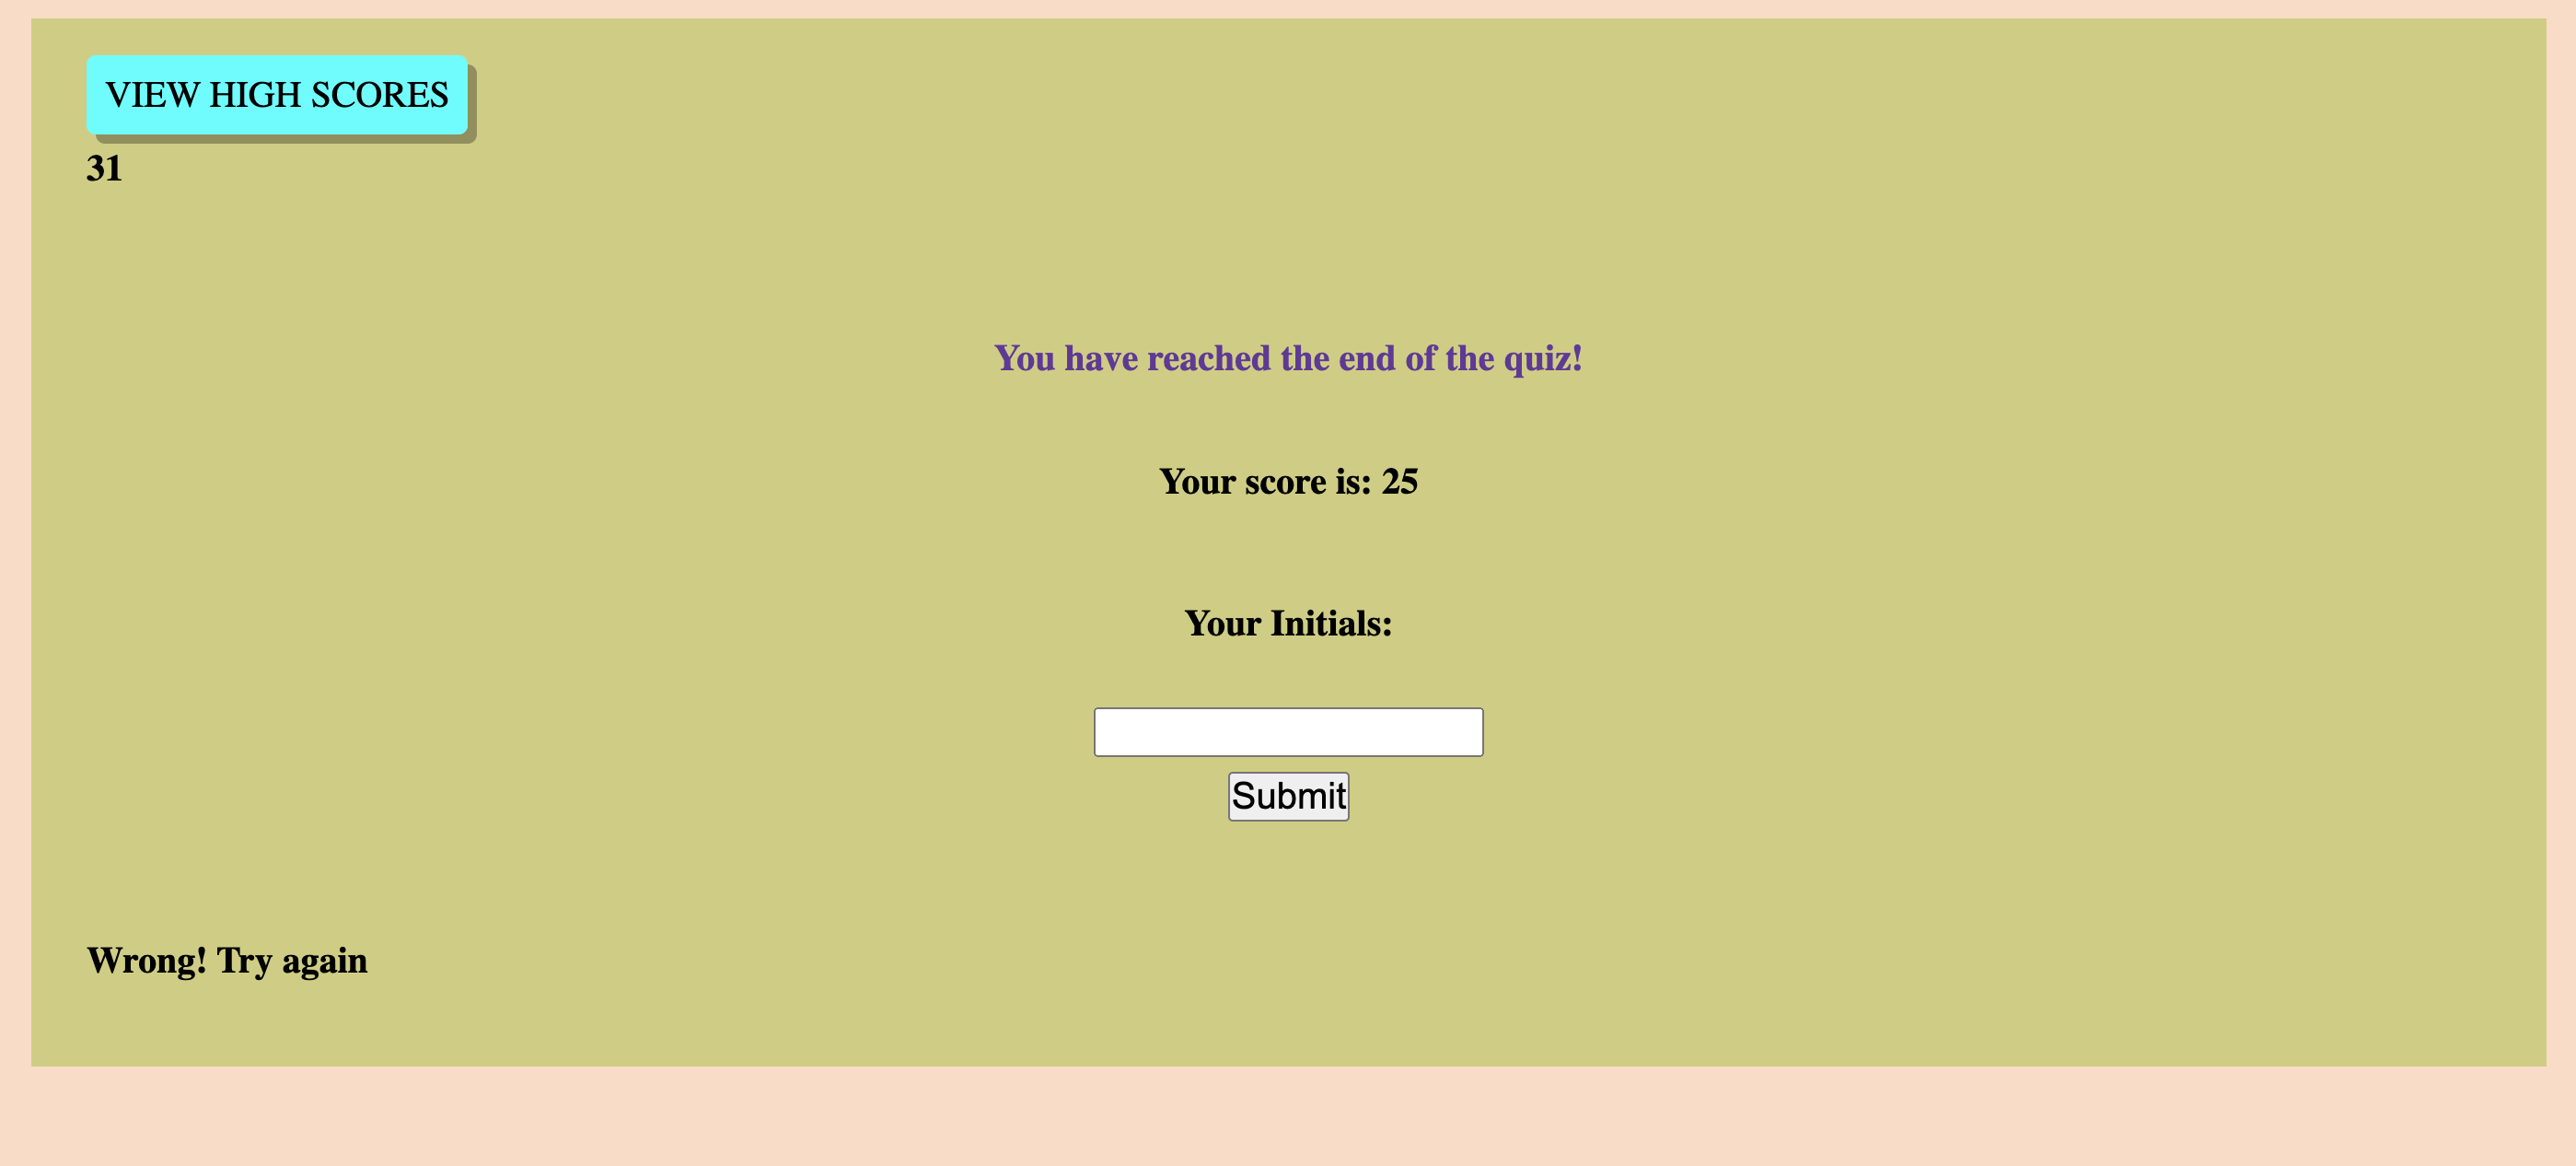 VIEW HIGH SCORES
31
You have reached the end of the quiz!
Your score is: 25
Your Initials:
Submit
Wrong! Try again